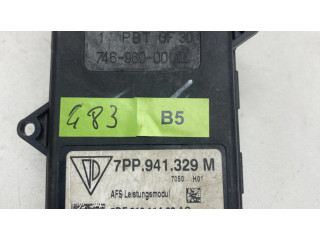 PBT GF 30
746-960-00
G83
B5
7PP.941.329 M
7050 H01
AFS-Leistungsmodul